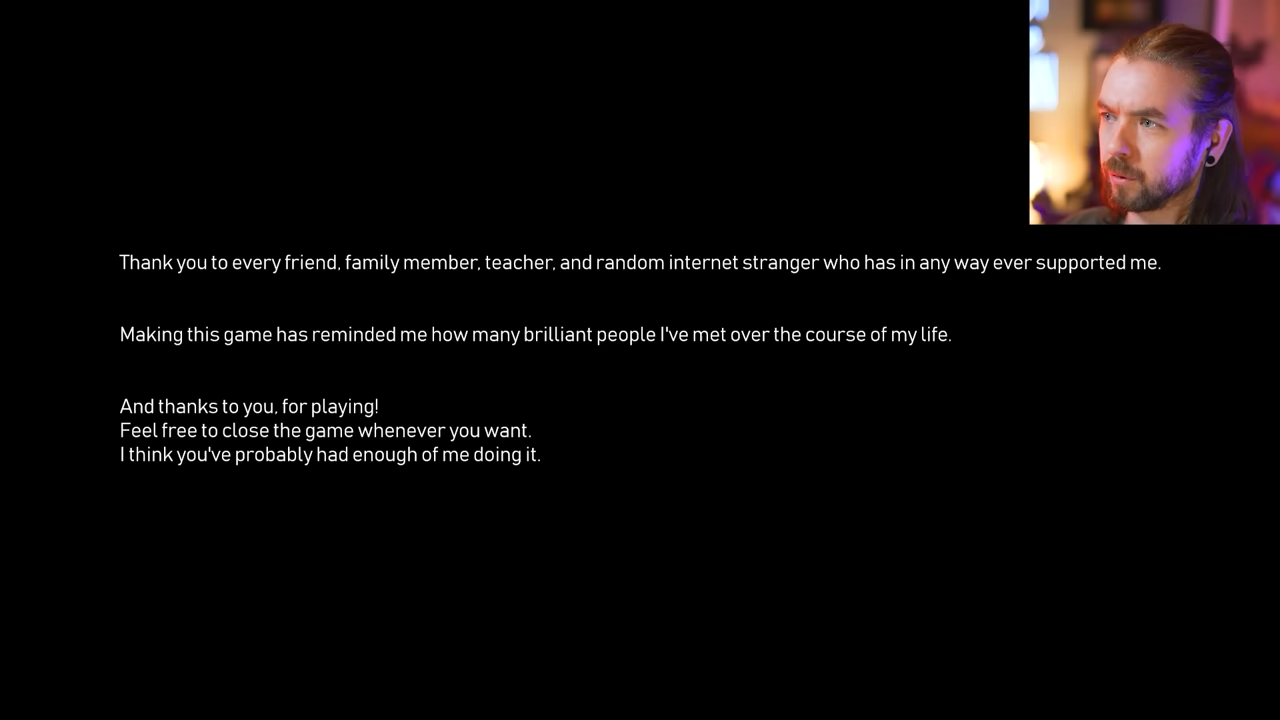 Thank you to every friend, family member, teacher, and random internet stranger who has in any way ever supported me.
Making this game has reminded me how many brilliant people I've met over the course of my life.
And thanks to you, for playing!
Feel free to close the game whenever you want.
I think you've probably had enough of me doing it.